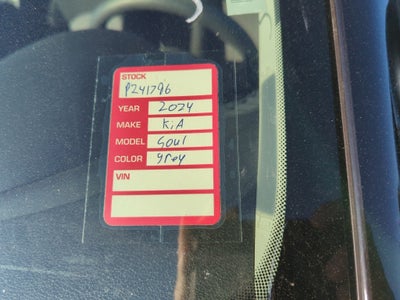 STOCK
P241796
YEAR 2024
MAKE KiA
MODEL Soul
COLOR grey
VIN